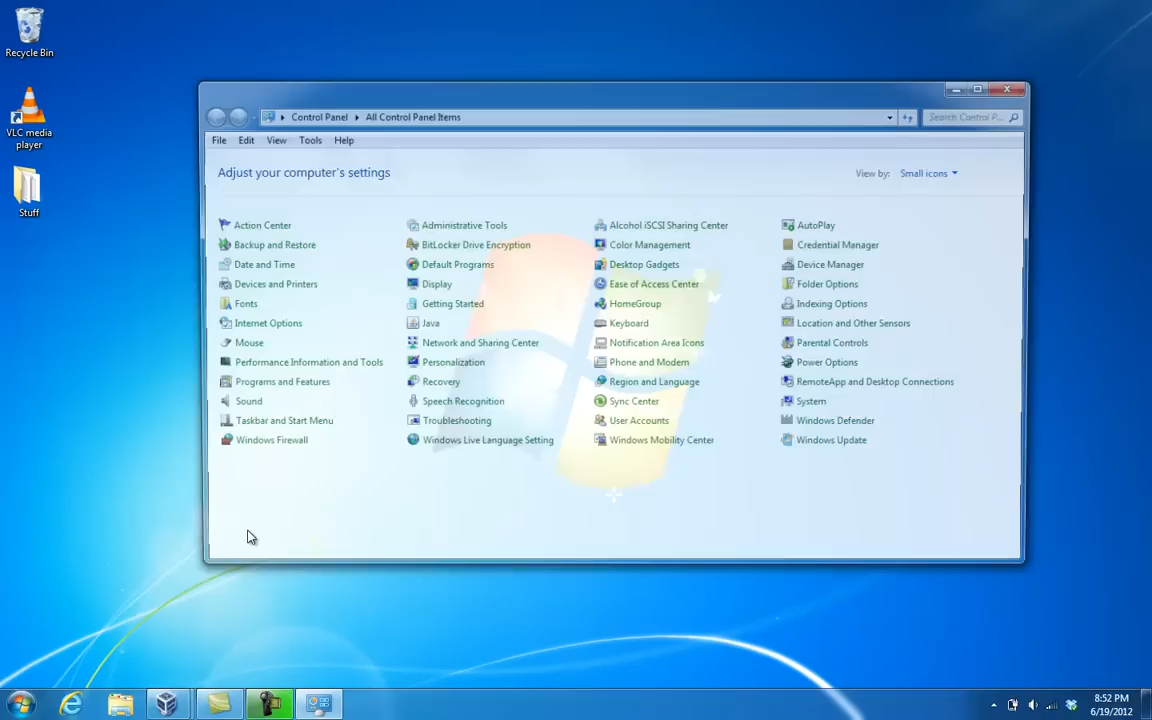 Recycle Bin
VLC media
player
Stuff
Control Panel All Control Panel Items
Search Control P...
File Edit View Tools Help
Adjust your computer's settings
View by: Small icons
Action Center Administrative Tools Alcohol iSCSI Sharing Center AutoPlay
Backup and Restore BitLocker Drive Encryption Color Management Credential Manager
Date and Time Default Programs Desktop Gadgets Device Manager
Devices and Printers Display Ease of Access Center Folder Options
Fonts Getting Started HomeGroup Indexing Options
Internet Options Java Keyboard Location and Other Sensors
Mouse Network and Sharing Center Notification Area Icons Parental Controls
Performance Information and Tools Personalization Phone and Modem Power Options
Programs and Features Recovery Region and Language RemoteApp and Desktop Connections
Sound Speech Recognition Sync Center System
Taskbar and Start Menu Troubleshooting User Accounts Windows Defender
Windows Firewall Windows Live Language Setting Windows Mobility Center Windows Update
8:52 PM
6/19/2012